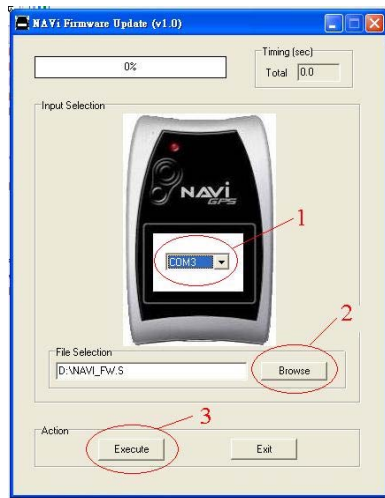 NAVi Firmware Update (v1.0)
0%
Timing (sec)
Total 0.0
Input Selection
NAVi
GPS
1
COM3
2
File Selection
D:\NAVI_FW.S
Browse
3
Action
Execute
Exit